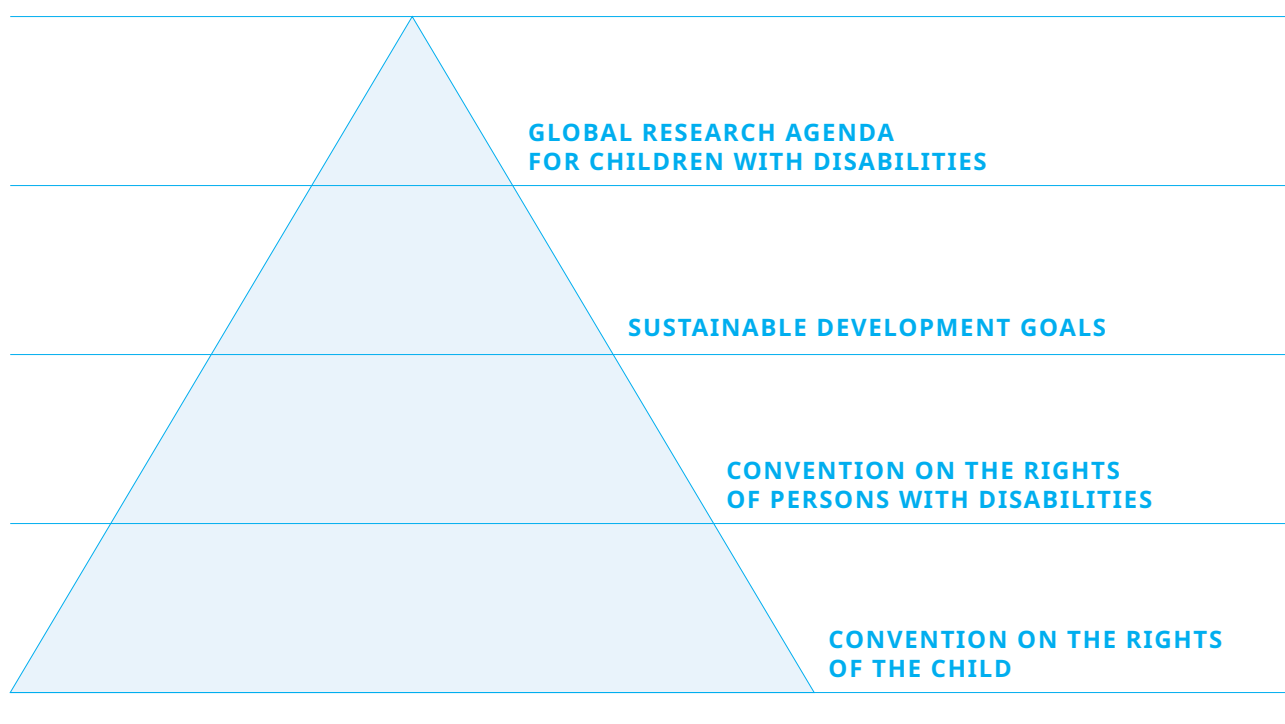 GLOBAL RESEARCH AGENDA
FOR CHILDREN WITH DISABILITIES
SUSTAINABLE DEVELOPMENT GOALS
CONVENTION ON THE RIGHTS
OF PERSONS WITH DISABILITIES
CONVENTION ON THE RIGHTS
OF THE CHILD